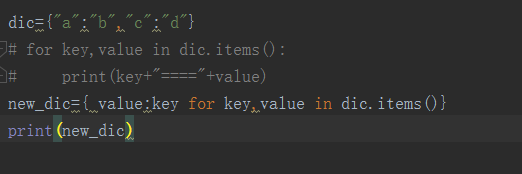 dic={"a":"b","c":"d"}
# for key,value in dic.items():
#     print(key+"===="+value)
new_dic={ value:key for key,value in dic.items()}
print(new_dic)